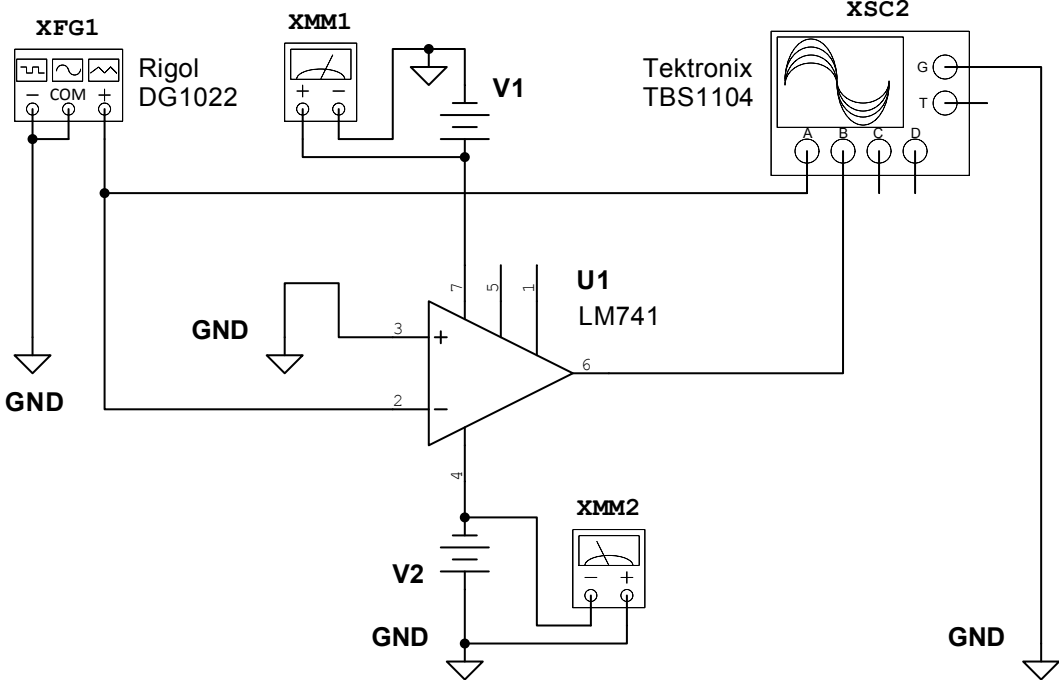 XFG1
XMM1
XSC2
Rigol
DG1022
COM
− +
+ −
V1
Tektronix
TBS1104
G
T
A B C D
7 5 1
U1
LM741
GND
3 +
6
GND
2 −
4
XMM2
− +
V2
GND
GND